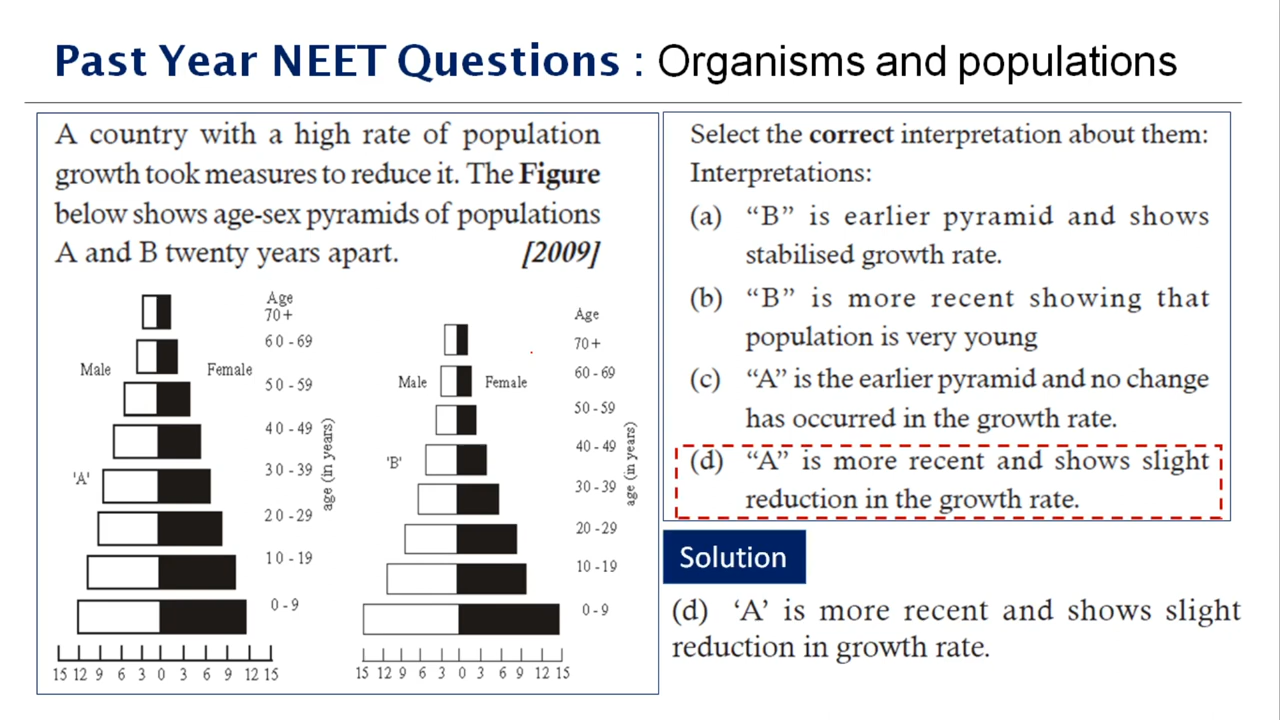 Past Year NEET Questions : Organisms and populations
A country with a high rate of population
growth took measures to reduce it. The Figure
below shows age-sex pyramids of populations
A and B twenty years apart. [2009]
Age
70+
60-69
Male
Female
50-59
40-49
'A'
30-39
20-29
10-19
0-9
age (in years)
15 12 9 6 3 0 3 6 9 12 15
Age
70+
60-69
Male
Female
50-59
40-49
'B'
30-39
20-29
10-19
0-9
age (in years)
15 12 9 6 3 0 3 6 9 12 15
Select the correct interpretation about them:
Interpretations:
(a) “B” is earlier pyramid and shows
stabilised growth rate.
(b) “B” is more recent showing that
population is very young
(c) “A” is the earlier pyramid and no change
has occurred in the growth rate.
(d) “A” is more recent and shows slight
reduction in the growth rate.
Solution
(d) ‘A’ is more recent and shows slight
reduction in growth rate.